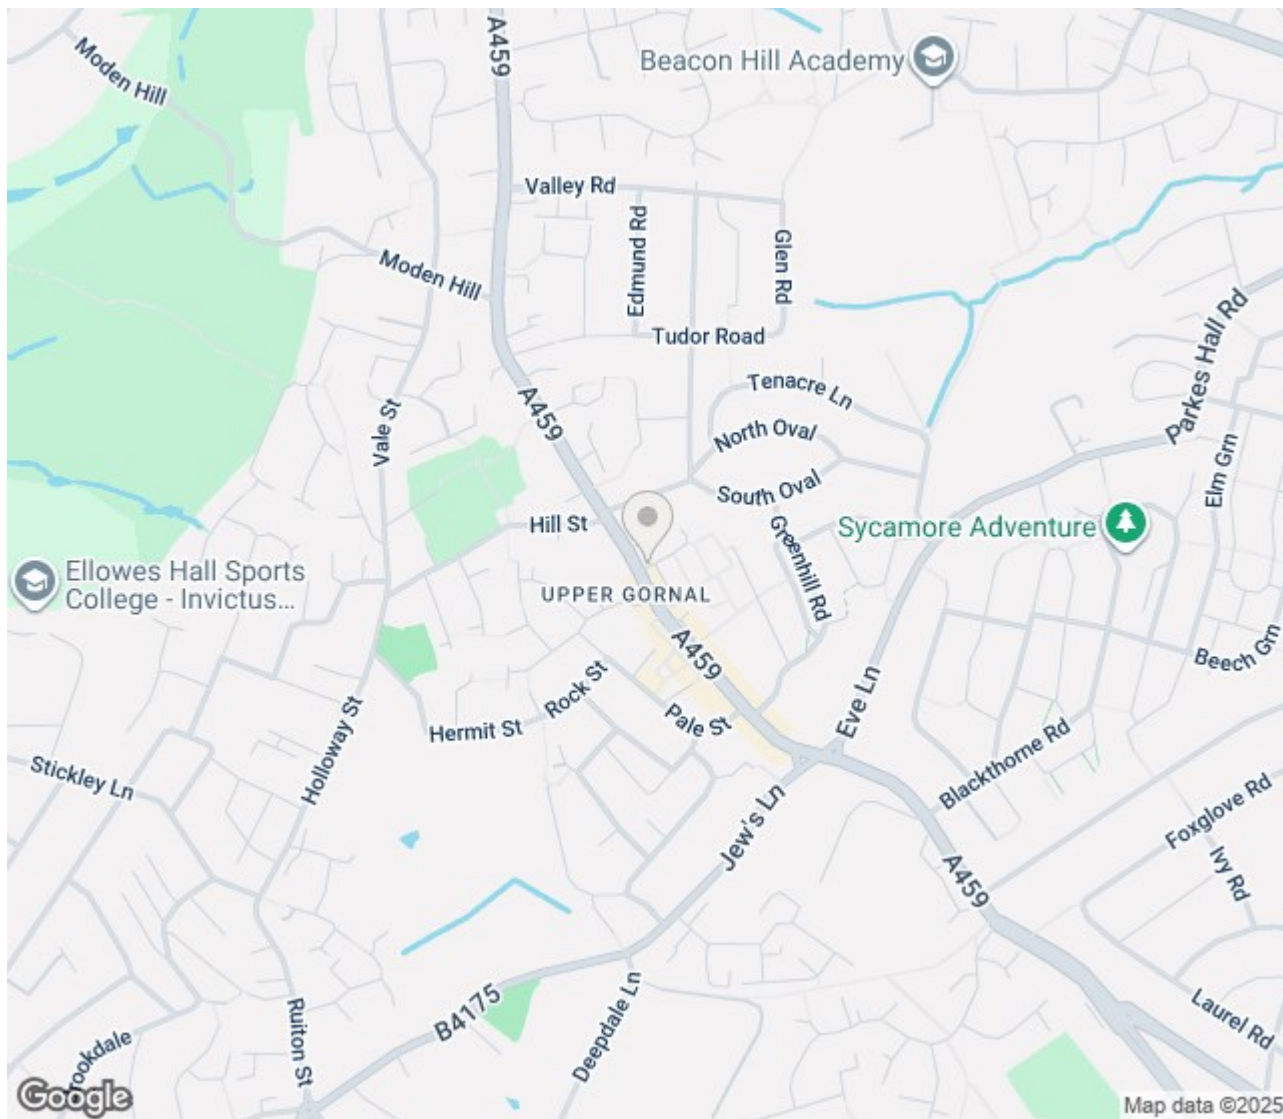 A459
Moden Hill
Beacon Hill Academy
Valley Rd
Edmund Rd
Glen Rd
Moden Hill
Tudor Road
Parkes Hall Rd
Tenacre Ln
A459
North Oval
Vale St
South Oval
Elm Grn
Hill St
Greenhill Rd
Sycamore Adventure
Ellowes Hall Sports
College - Invictus...
UPPER GORNAL
A459
Beech Grn
Rock St
Pale St
Eve Ln
Hermit St
Holloway St
Stickley Ln
Blackthorne Rd
Foxglove Rd
Jew's Ln
Ivy Rd
A459
B4175
Deepdale Ln
Ruiton St
Laurel Rd
rookdale
Google
Map data ©2025